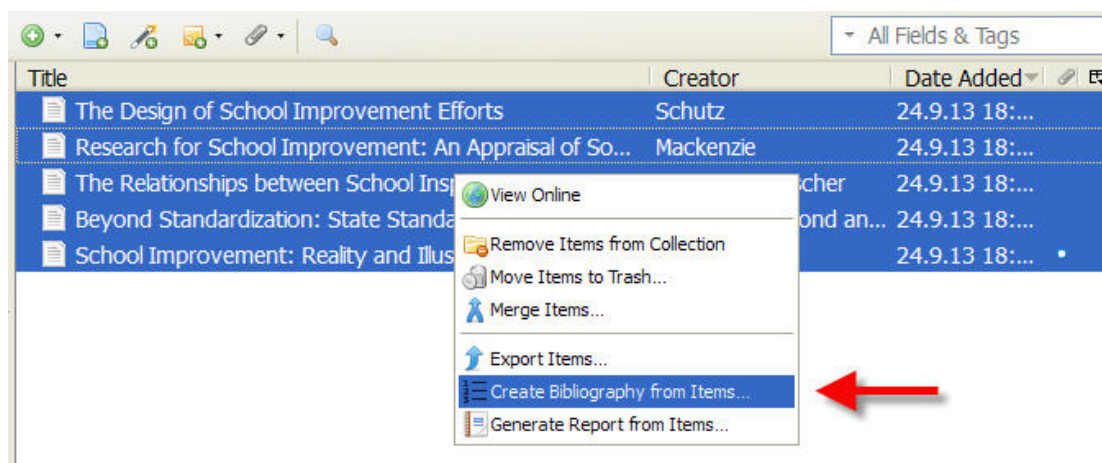 All Fields & Tags
Title Creator Date Added
The Design of School Improvement Efforts Schutz 24.9.13 18:...
Research for School Improvement: An Appraisal of So... Mackenzie 24.9.13 18:...
The Relationships between School Insp cher 24.9.13 18:...
Beyond Standardization: State Standa ond an... 24.9.13 18:...
School Improvement: Reality and Illus 24.9.13 18:...
View Online
Remove Items from Collection
Move Items to Trash...
Merge Items...
Export Items...
Create Bibliography from Items...
Generate Report from Items...